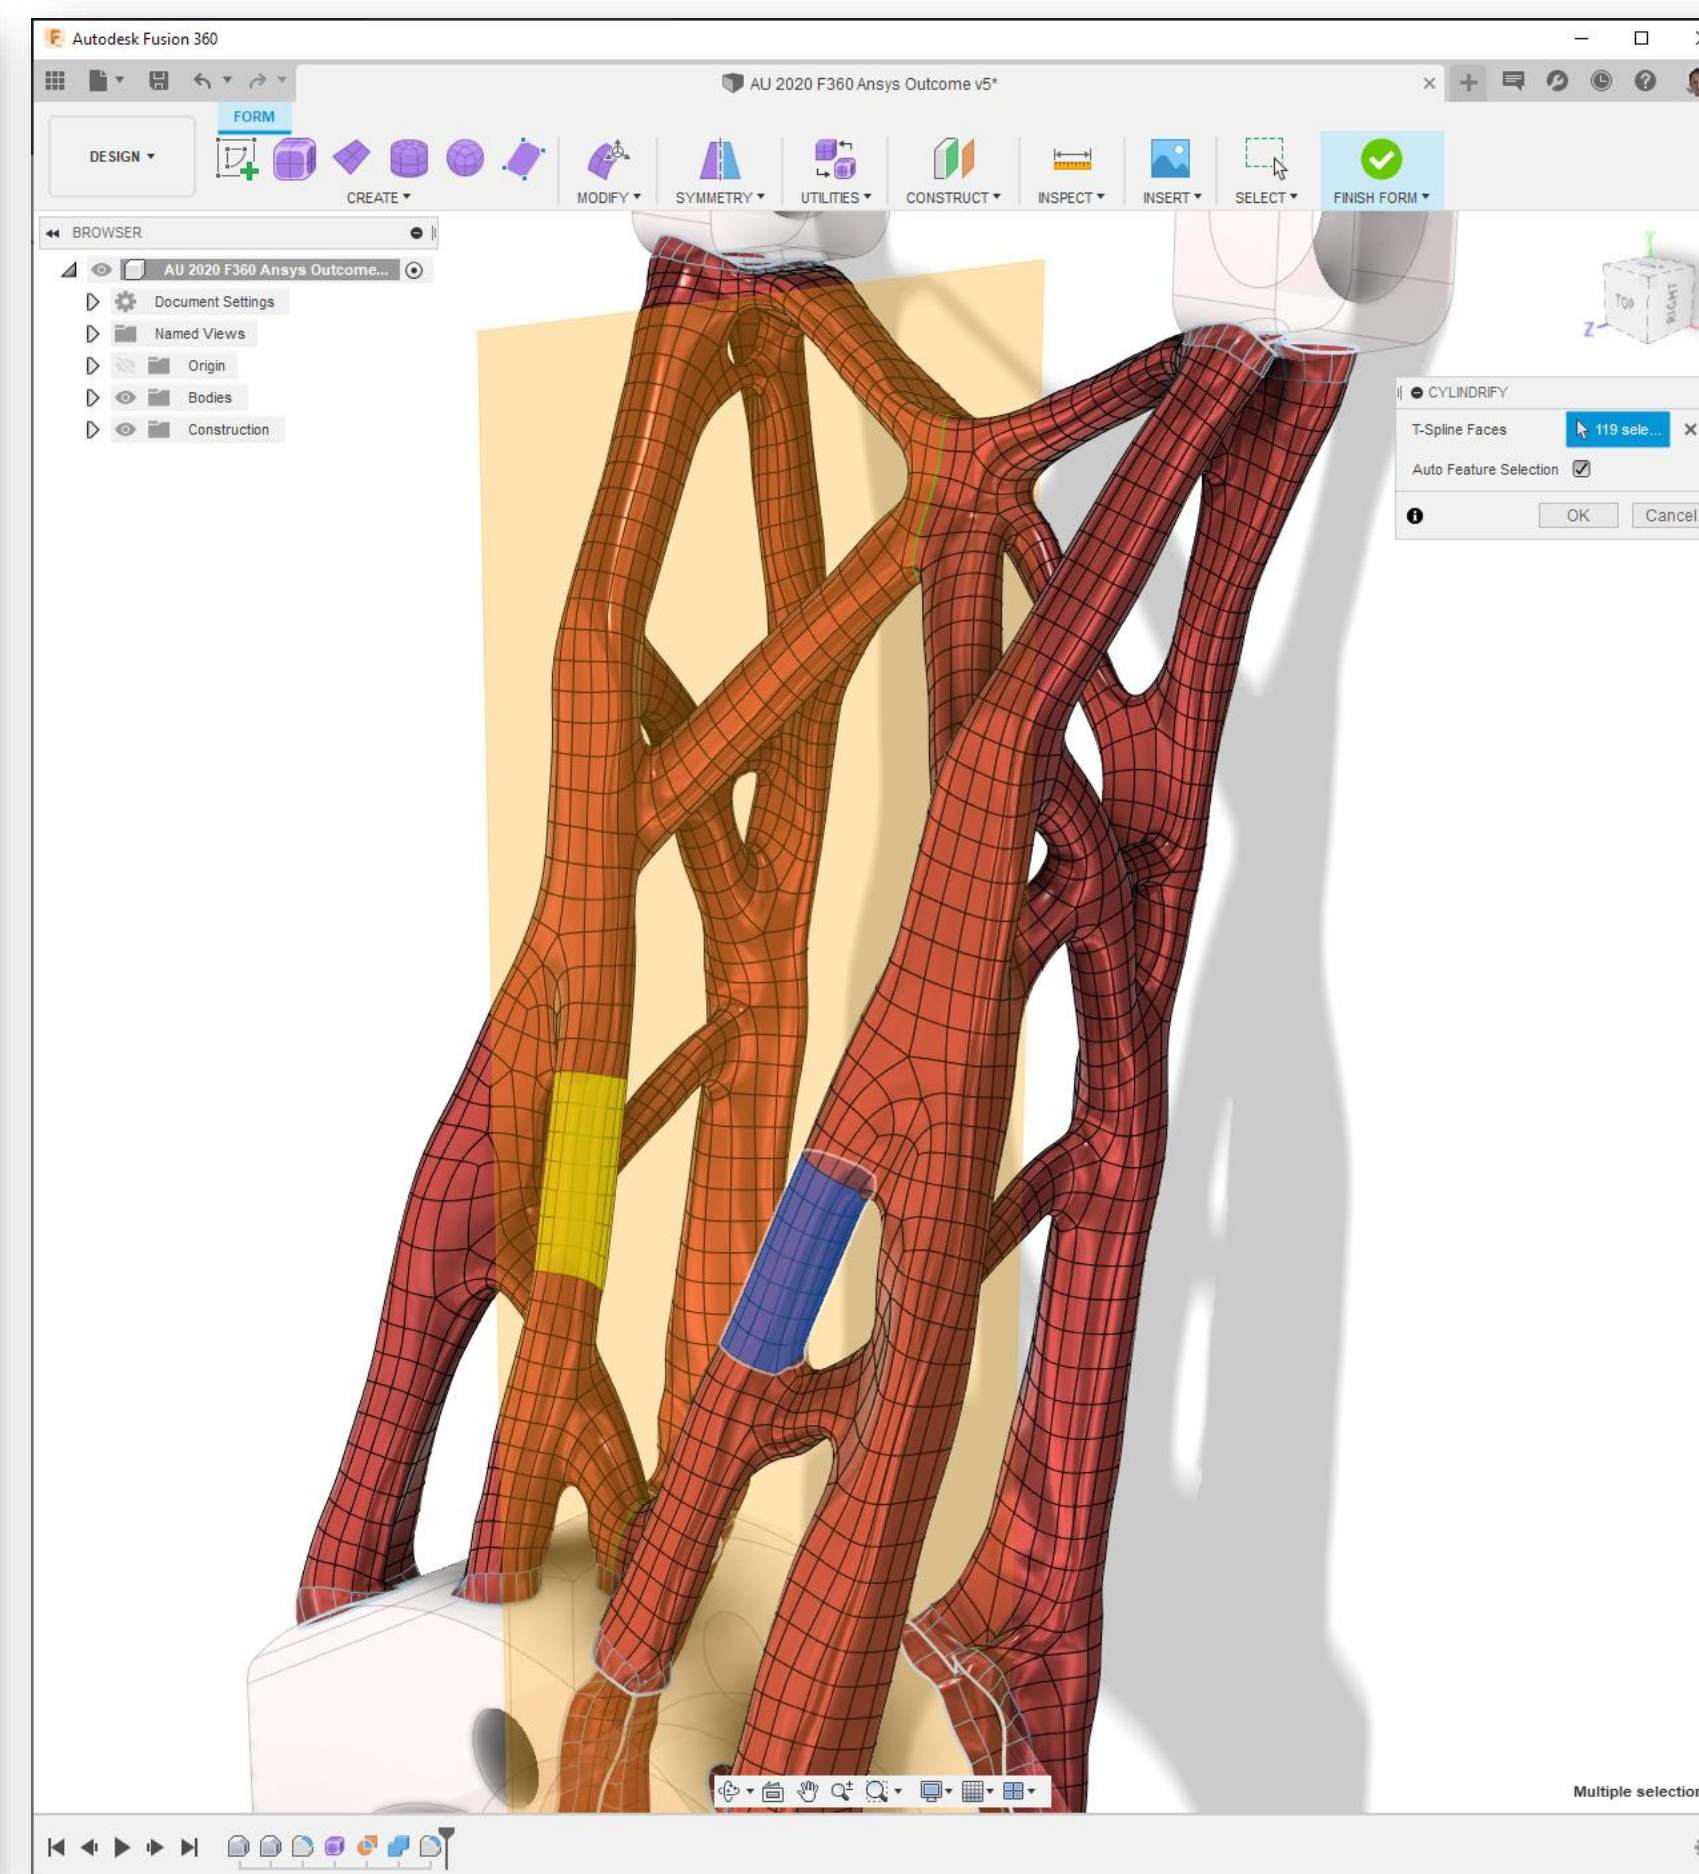 Autodesk Fusion 360
AU 2020 F360 Ansys Outcome v5*
FORM
DESIGN
CREATE
MODIFY
SYMMETRY
UTILITIES
CONSTRUCT
INSPECT
INSERT
SELECT
FINISH FORM
BROWSER
AU 2020 F360 Ansys Outcome...
Document Settings
Named Views
Origin
Bodies
Construction
Y
TOP
RIGHT
Z
CYLINDRIFY
T-Spline Faces
119 sele...
Auto Feature Selection
OK
Cancel
Multiple selection